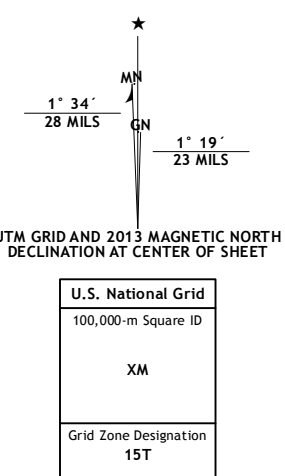 ★
MN
1° 34´
28 MILS
GN
1° 19´
23 MILS
UTM GRID AND 2013 MAGNETIC NORTH
DECLINATION AT CENTER OF SHEET
U.S. National Grid
100,000-m Square ID
XM
Grid Zone Designation
15T